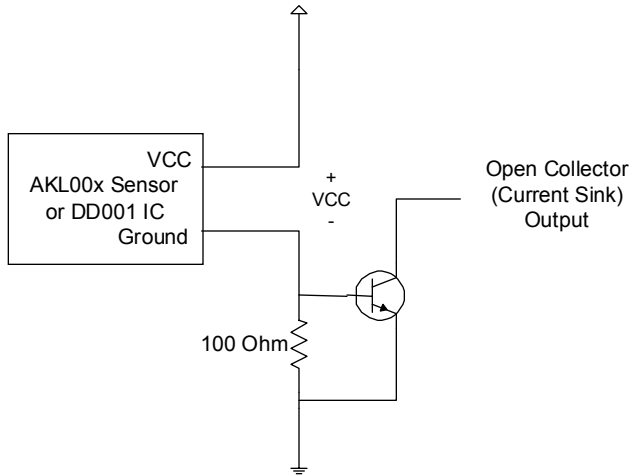 VCC
AKL00x Sensor
or DD001 IC
Ground
+
VCC
-
Open Collector
(Current Sink)
Output
100 Ohm